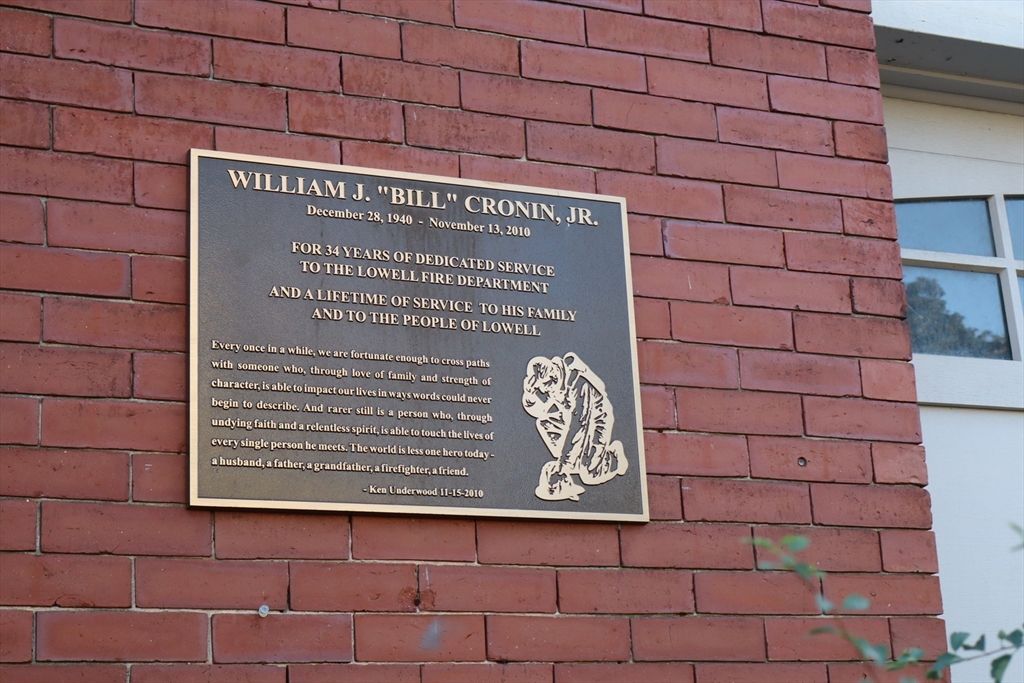 WILLIAM J. "BILL" CRONIN, JR.
December 28, 1940 - November 13, 2010
FOR 34 YEARS OF DEDICATED SERVICE
TO THE LOWELL FIRE DEPARTMENT
AND A LIFETIME OF SERVICE TO HIS FAMILY
AND TO THE PEOPLE OF LOWELL
Every once in a while, we are fortunate enough to cross paths
with someone who, through love of family and strength of
character, is able to impact our lives in ways words could never
begin to describe. And rarer still is a person who, through
undying faith and a relentless spirit, is able to touch the lives of
every single person he meets. The world is less one hero today -
a husband, a father, a grandfather, a firefighter, a friend.
- Ken Underwood 11-15-2010